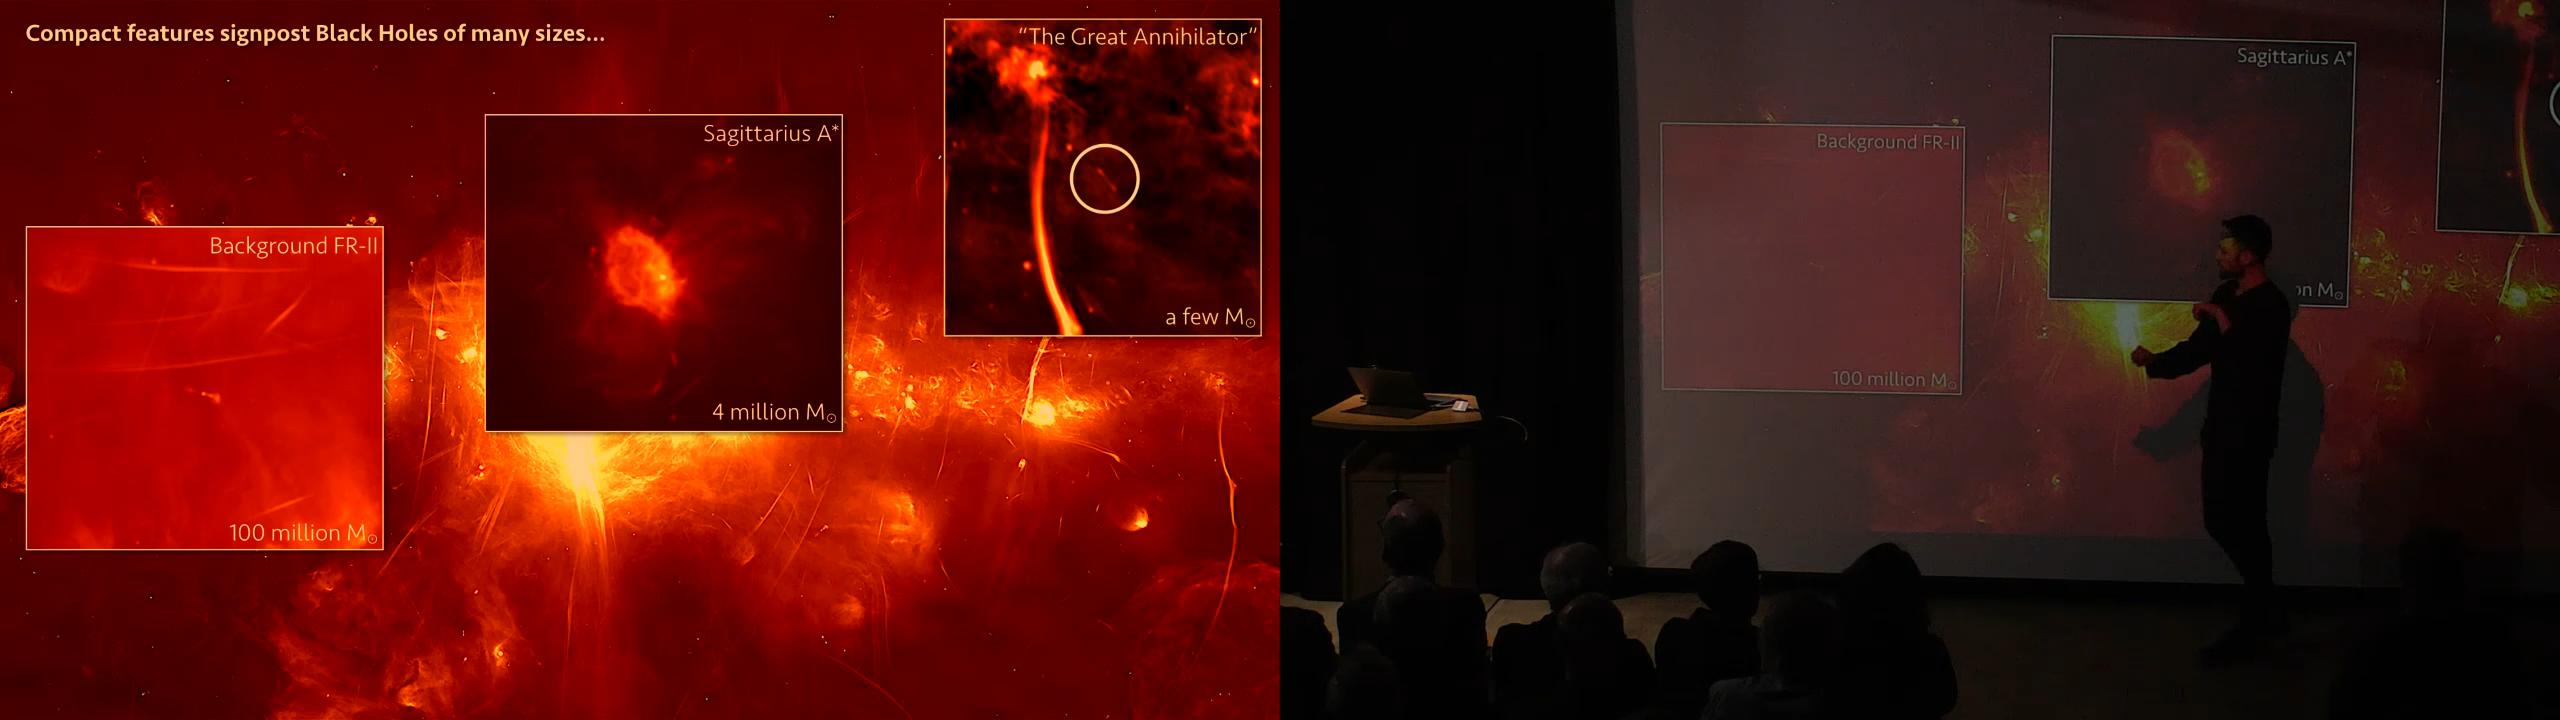 Compact features signpost Black Holes of many sizes...
"The Great Annihilator"
a few M☉
Sagittarius A*
4 million M☉
Background FR-II
100 million M☉
Sagittarius A*
on M☉
Background FR-II
100 million M☉